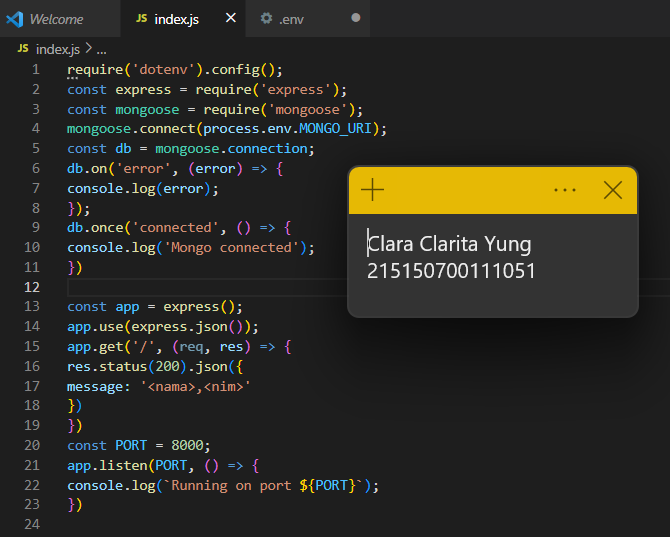 Welcome
JS index.js
.env
JS index.js > ...
1 require('dotenv').config();
2 const express = require('express');
3 const mongoose = require('mongoose');
4 mongoose.connect(process.env.MONGO_URI);
5 const db = mongoose.connection;
6 db.on('error', (error) => {
7 console.log(error);
8 });
9 db.once('connected', () => {
10 console.log('Mongo connected');
11 })
12
13 const app = express();
14 app.use(express.json());
15 app.get('/', (req, res) => {
16 res.status(200).json({
17 message: '<nama>,<nim>'
18 })
19 })
20 const PORT = 8000;
21 app.listen(PORT, () => {
22 console.log(`Running on port ${PORT}`);
23 })
24
Clara Clarita Yung
215150700111051